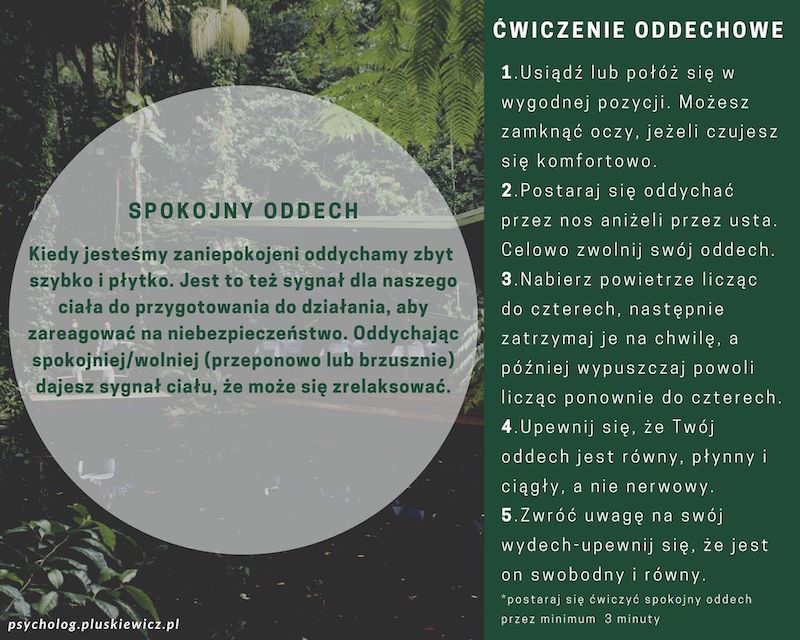 SPOKOJNY ODDECH
Kiedy jesteśmy zaniepokojeni oddychamy zbyt
szybko i płytko. Jest to też sygnał dla naszego
ciała do przygotowania do działania, aby
zareagować na niebezpieczeństwo. Oddychając
spokojniej/wolniej (przeponowo lub brzusznie)
dajesz sygnał ciału, że może się zrelaksować.
psycholog.pluskiewicz.pl
ĆWICZENIE ODDECHOWE
1.Usiądź lub połóż się w
wygodnej pozycji. Możesz
zamknąć oczy, jeżeli czujesz
się komfortowo.
2.Postaraj się oddychać
przez nos aniżeli przez usta.
Celowo zwolnij swój oddech.
3.Nabierz powietrze licząc
do czterech, następnie
zatrzymaj je na chwilę, a
później wypuszczaj powoli
licząc ponownie do czterech.
4.Upewnij się, że Twój
oddech jest równy, płynny i
ciągły, a nie nerwowy.
5.Zwróć uwagę na swój
wydech-upewnij się, że jest
on swobodny i równy.
*postaraj się ćwiczyć spokojny oddech
przez minimum 3 minuty